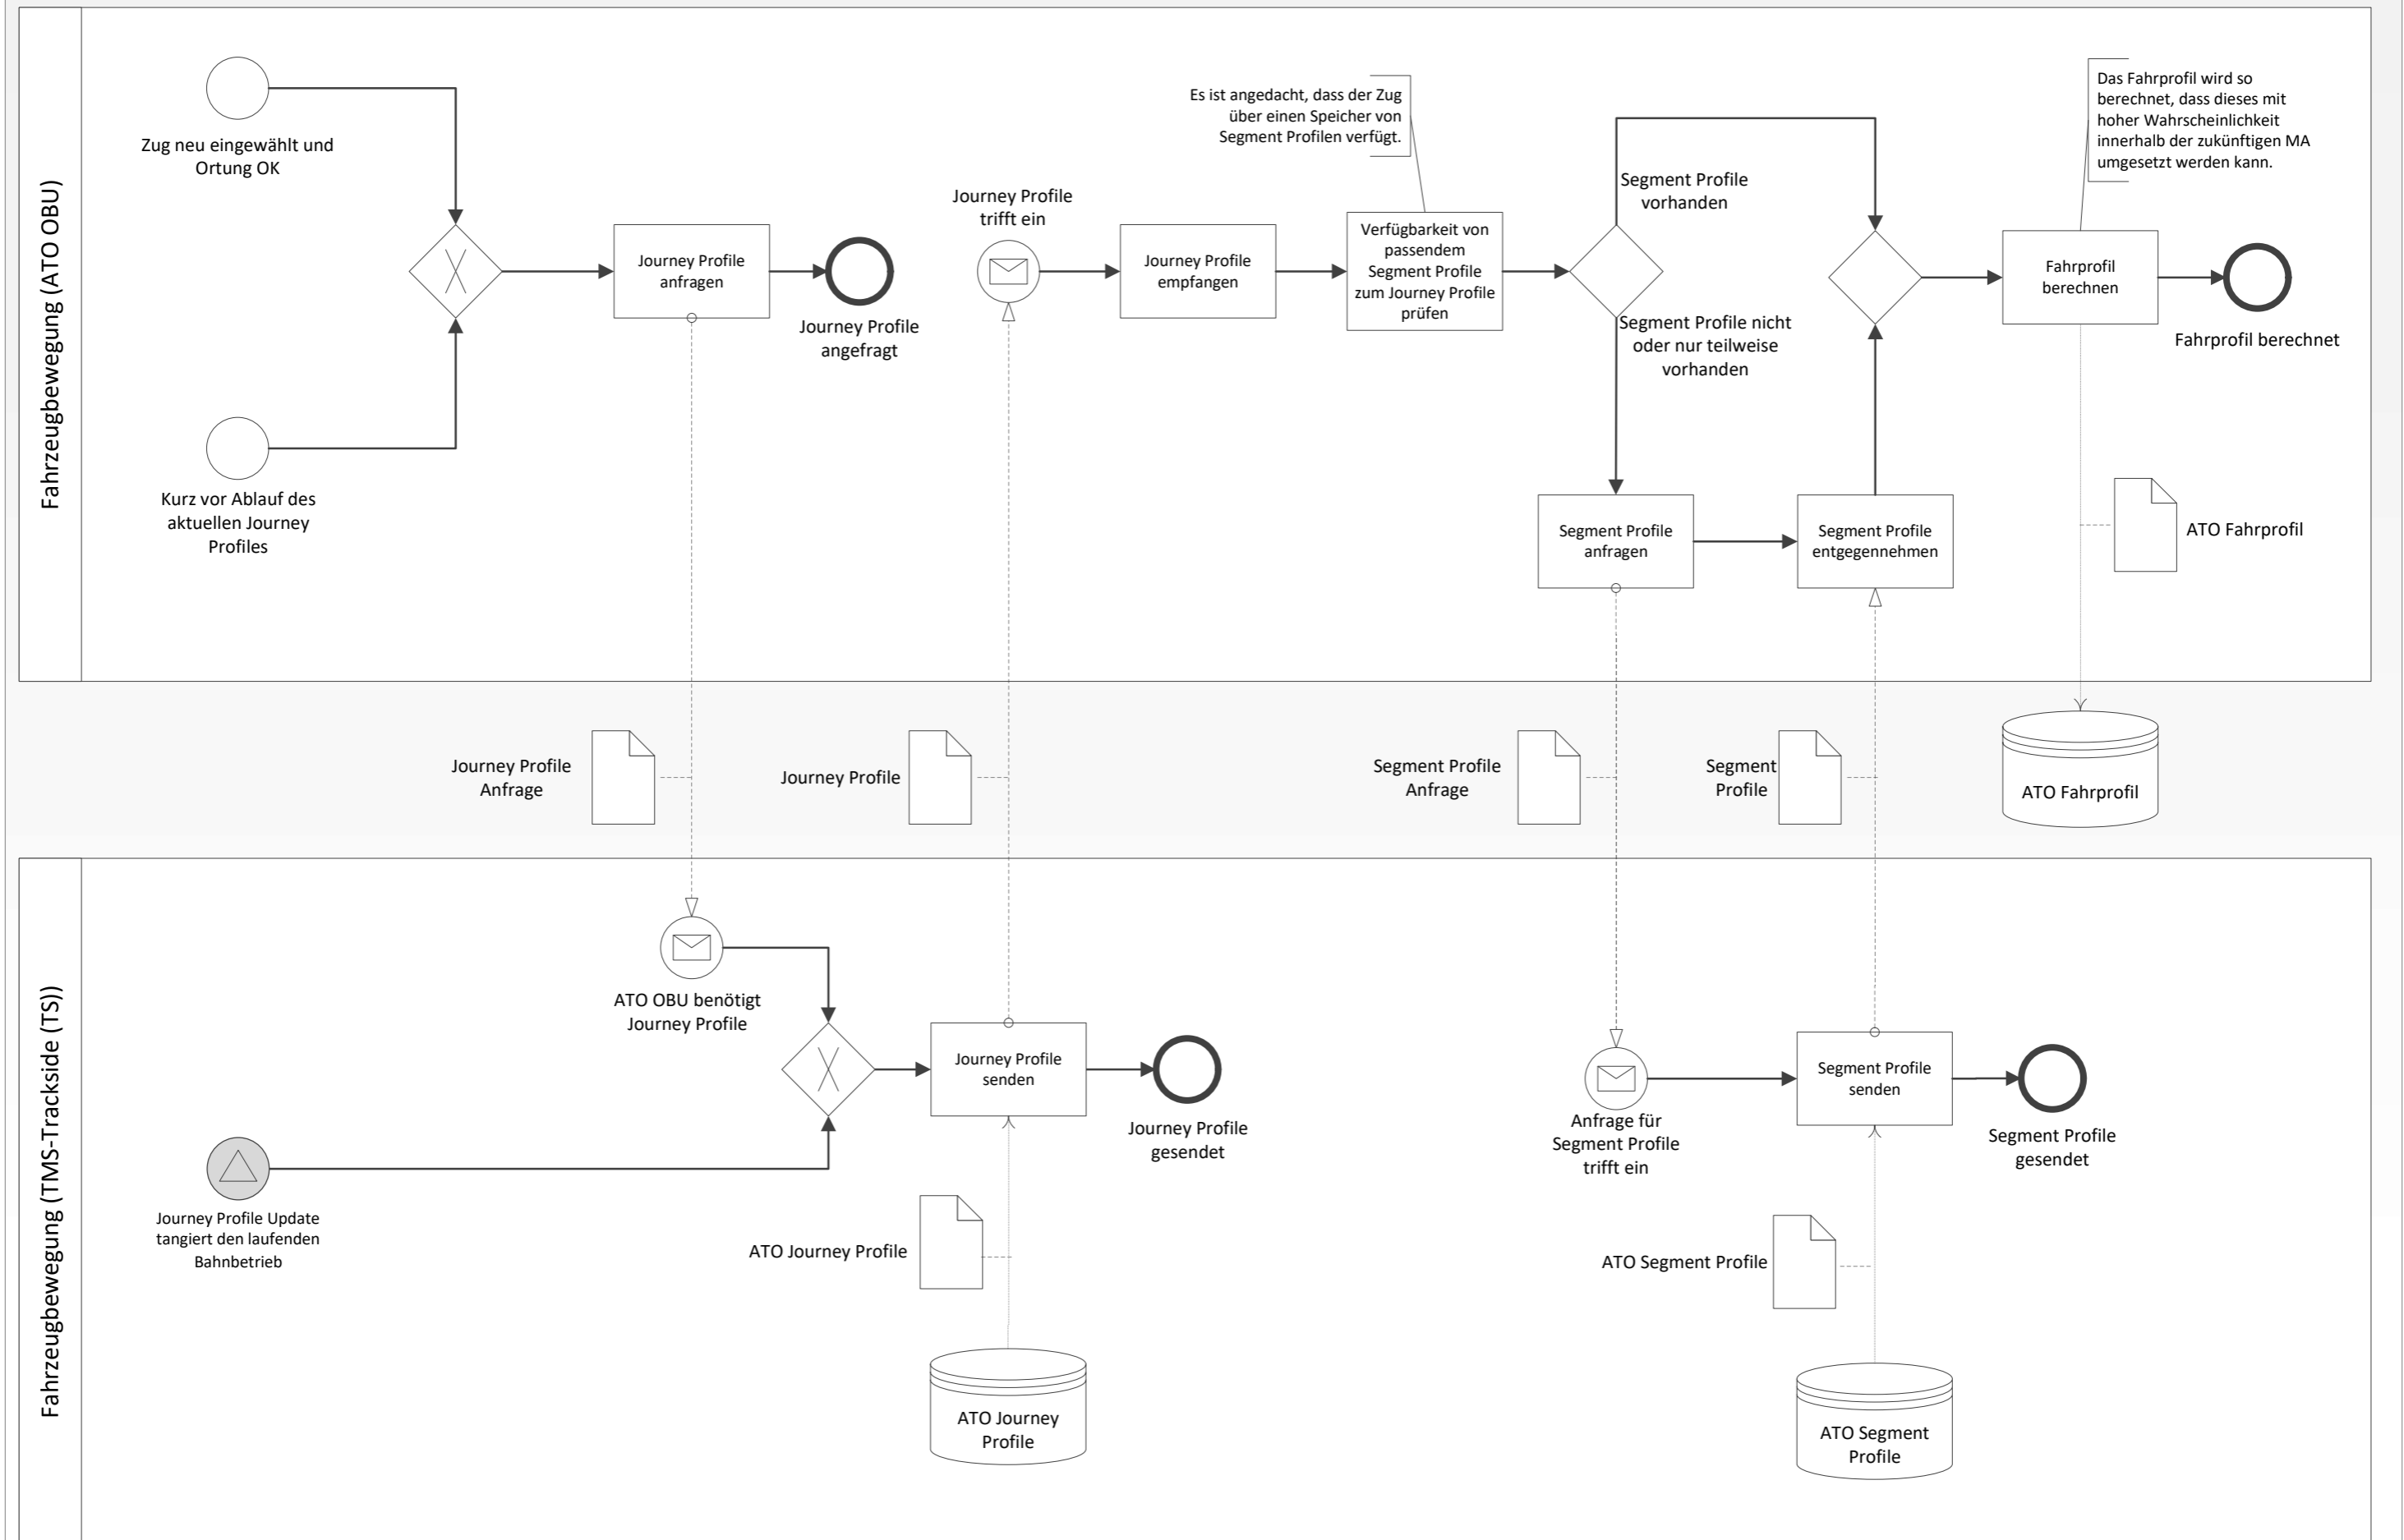 Fahrzeugbewegung (ATO OBU)
Zug neu eingewählt und
Ortung OK
Kurz vor Ablauf des
aktuellen Journey
Profiles
Journey Profile
anfragen
Journey Profile
angefragt
Journey Profile
trifft ein
Journey Profile
empfangen
Es ist angedacht, dass der Zug
über einen Speicher von
Segment Profilen verfügt.
Verfügbarkeit von
passendem
Segment Profile
zum Journey Profile
prüfen
Segment Profile
vorhanden
Segment Profile nicht
oder nur teilweise
vorhanden
Segment Profile
anfragen
Segment Profile
entgegennehmen
Das Fahrprofil wird so
berechnet, dass dieses mit
hoher Wahrscheinlichkeit
innerhalb der zukünftigen MA
umgesetzt werden kann.
Fahrprofil
berechnen
Fahrprofil berechnet
ATO Fahrprofil
Journey Profile
Anfrage
Journey Profile
Segment Profile
Anfrage
Segment
Profile
ATO Fahrprofil
Fahrzeugbewegung (TMS-Trackside (TS))
ATO OBU benötigt
Journey Profile
Journey Profile Update
tangiert den laufenden
Bahnbetrieb
Journey Profile
senden
Journey Profile
gesendet
ATO Journey Profile
ATO Journey
Profile
Anfrage für
Segment Profile
trifft ein
Segment Profile
senden
Segment Profile
gesendet
ATO Segment Profile
ATO Segment
Profile